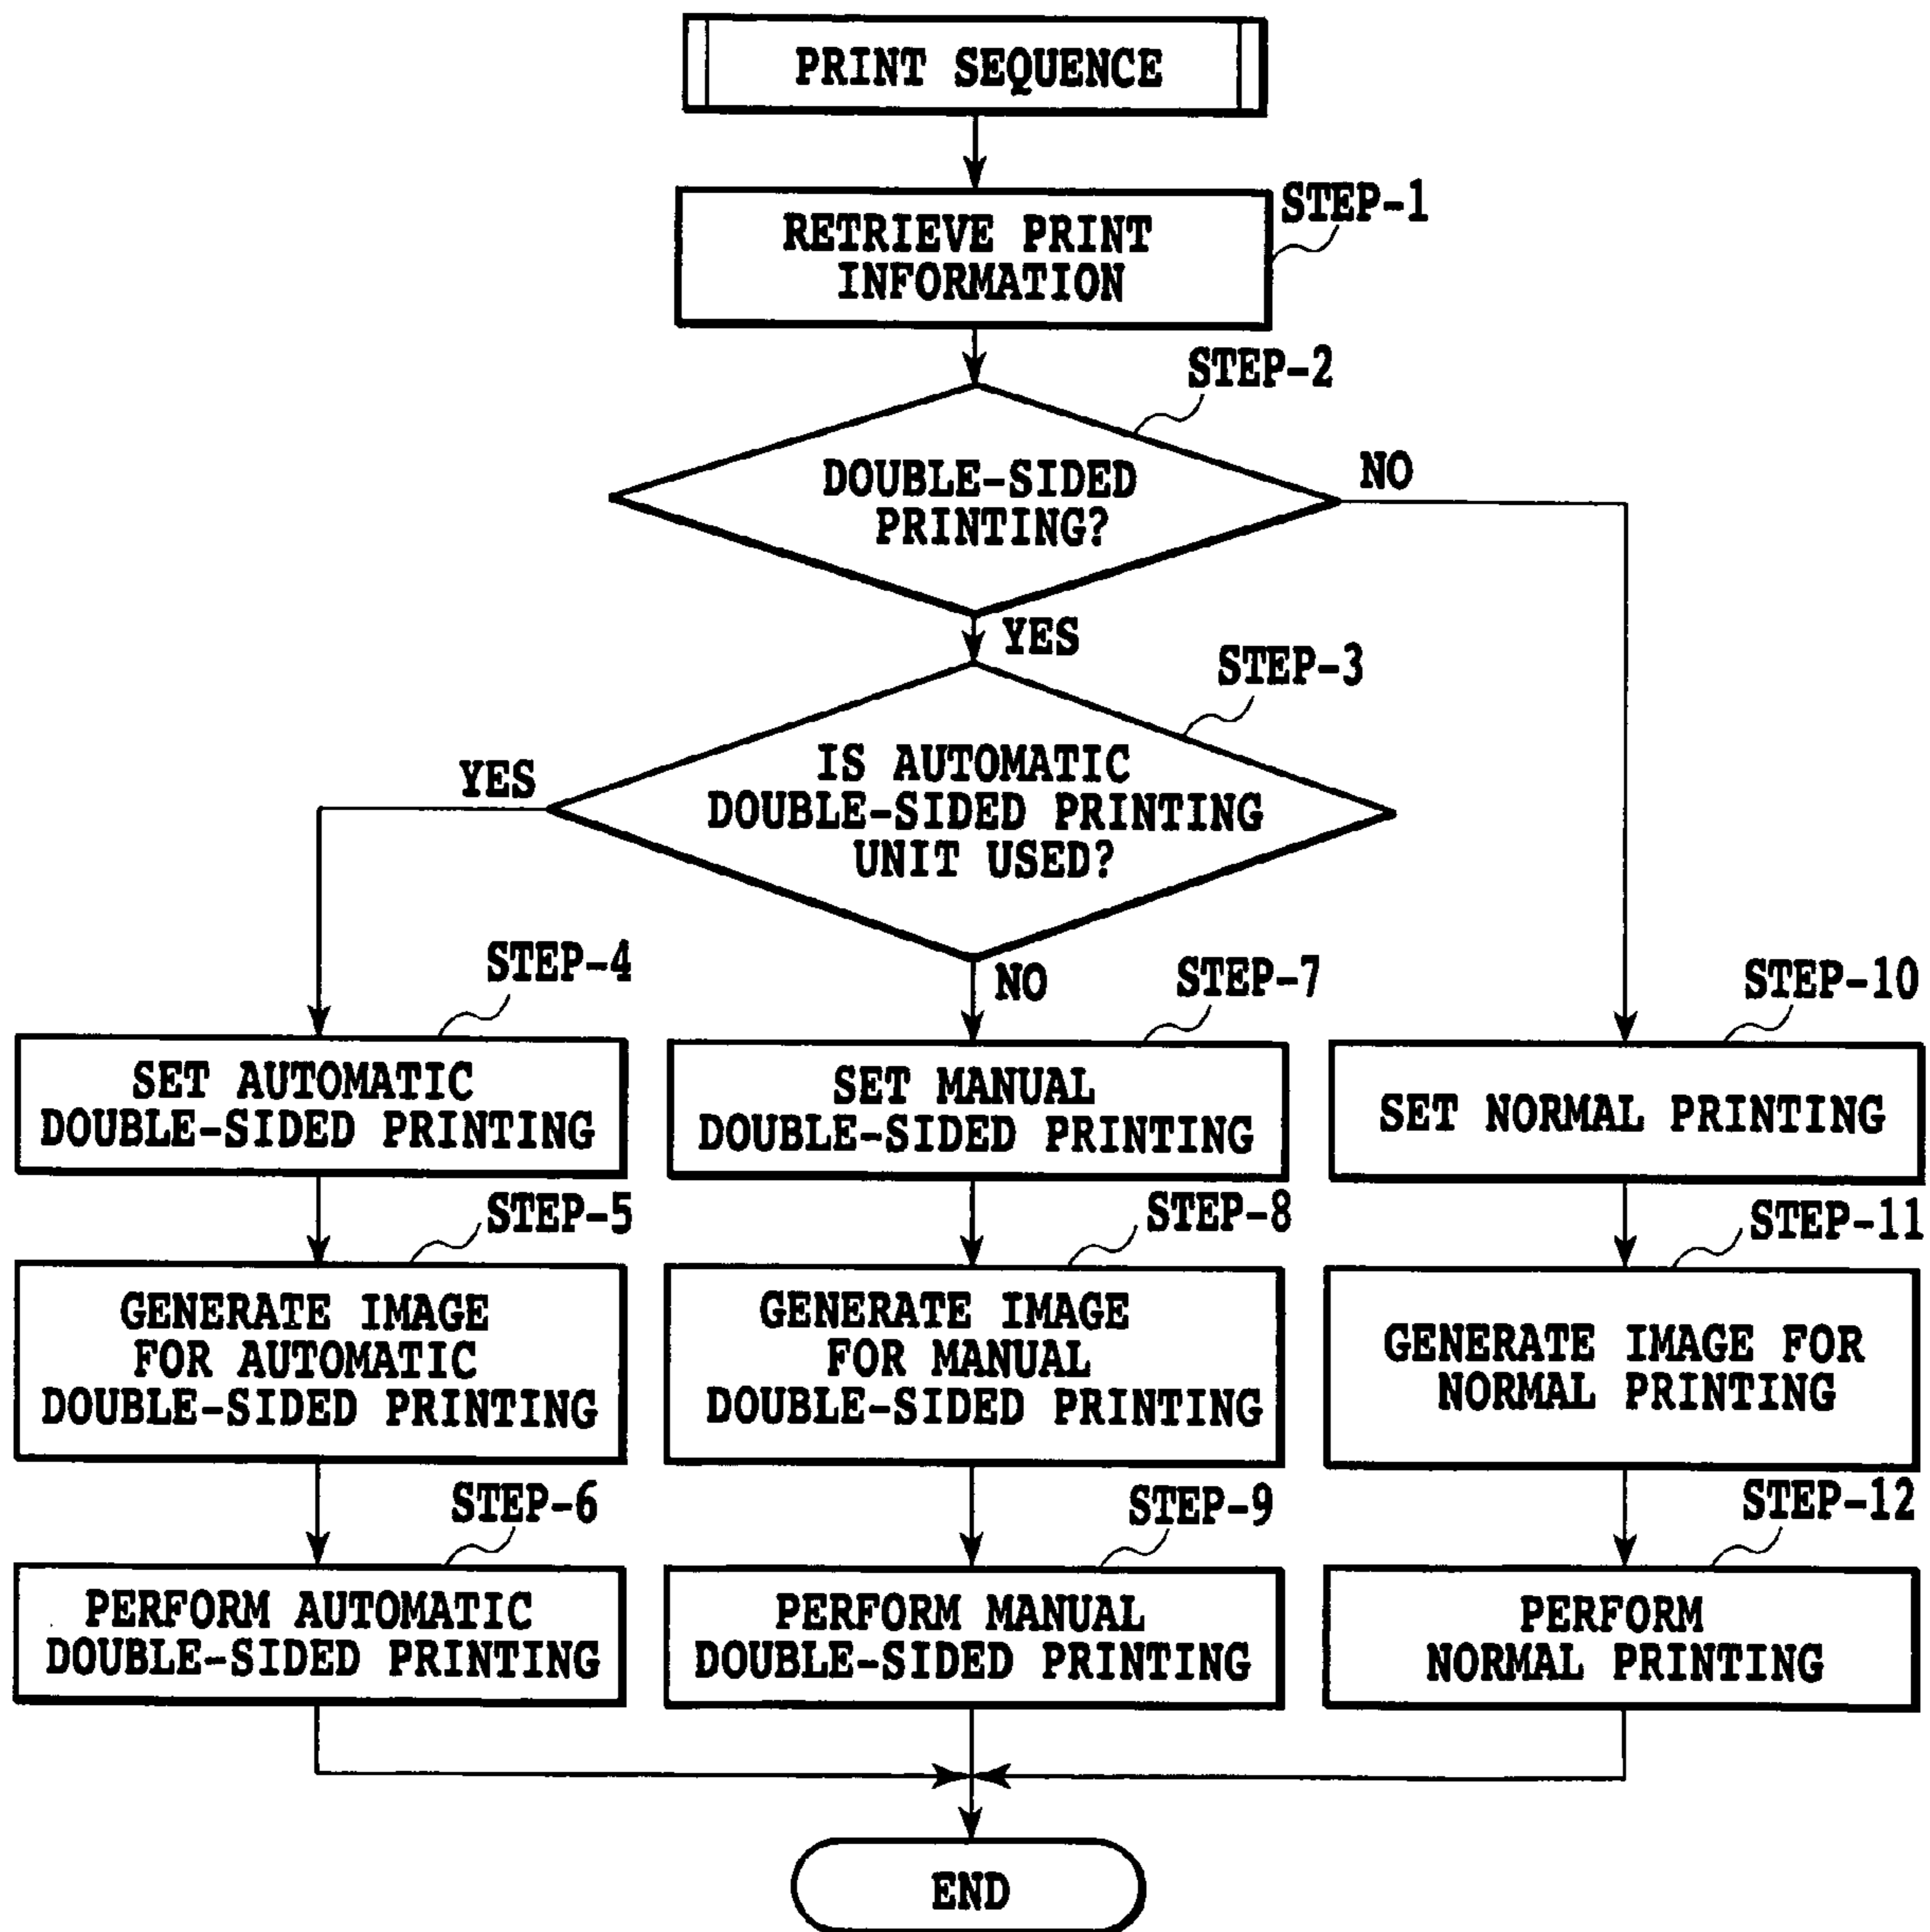 PRINT SEQUENCE
STEP-1
RETRIEVE PRINT
INFORMATION
STEP-2
DOUBLE-SIDED
PRINTING?
NO
YES
STEP-3
IS AUTOMATIC
DOUBLE-SIDED PRINTING
UNIT USED?
YES
NO
STEP-4
SET AUTOMATIC
DOUBLE-SIDED PRINTING
STEP-5
GENERATE IMAGE
FOR AUTOMATIC
DOUBLE-SIDED PRINTING
STEP-6
PERFORM AUTOMATIC
DOUBLE-SIDED PRINTING
STEP-7
SET MANUAL
DOUBLE-SIDED PRINTING
STEP-8
GENERATE IMAGE
FOR MANUAL
DOUBLE-SIDED PRINTING
STEP-9
PERFORM MANUAL
DOUBLE-SIDED PRINTING
STEP-10
SET NORMAL PRINTING
STEP-11
GENERATE IMAGE FOR
NORMAL PRINTING
STEP-12
PERFORM
NORMAL PRINTING
END